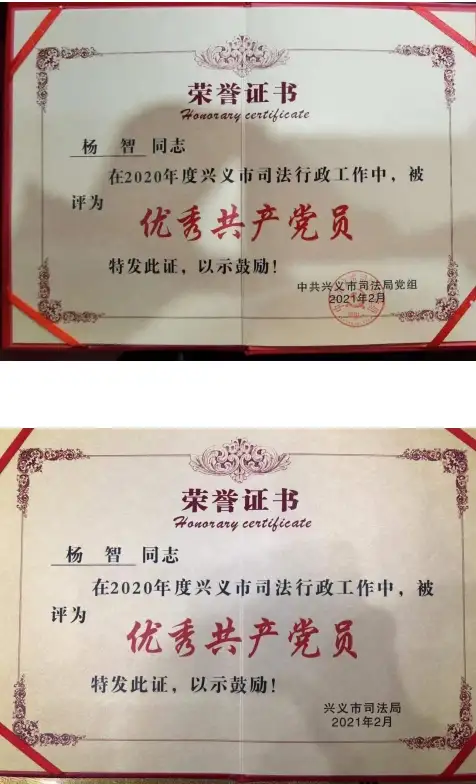 荣誉证书
Honorary certificate
杨 智 同志
在2020年度兴义市司法行政工作中，被
评为
优秀共产党员
特发此证，以示鼓励！
中共兴义市司法局党组
2021年2月
荣誉证书
Honorary certificate
杨 智 同志
在2020年度兴义市司法行政工作中，被
评为
优秀共产党员
特发此证，以示鼓励！
兴义市司法局
2021年2月